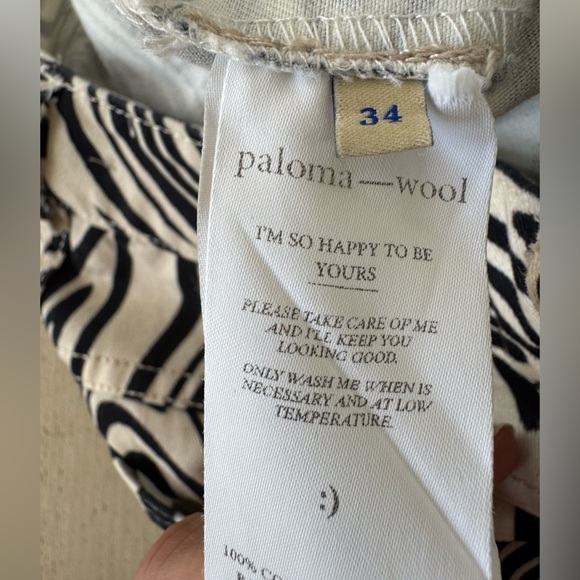 34
paloma—wool
I'M SO HAPPY TO BE
YOURS
PLEASE TAKE CARE OF ME
AND I'LL KEEP YOU
LOOKING GOOD.
ONLY WASH ME WHEN IS
NECESSARY AND AT LOW
TEMPERATURE.
:)
100%